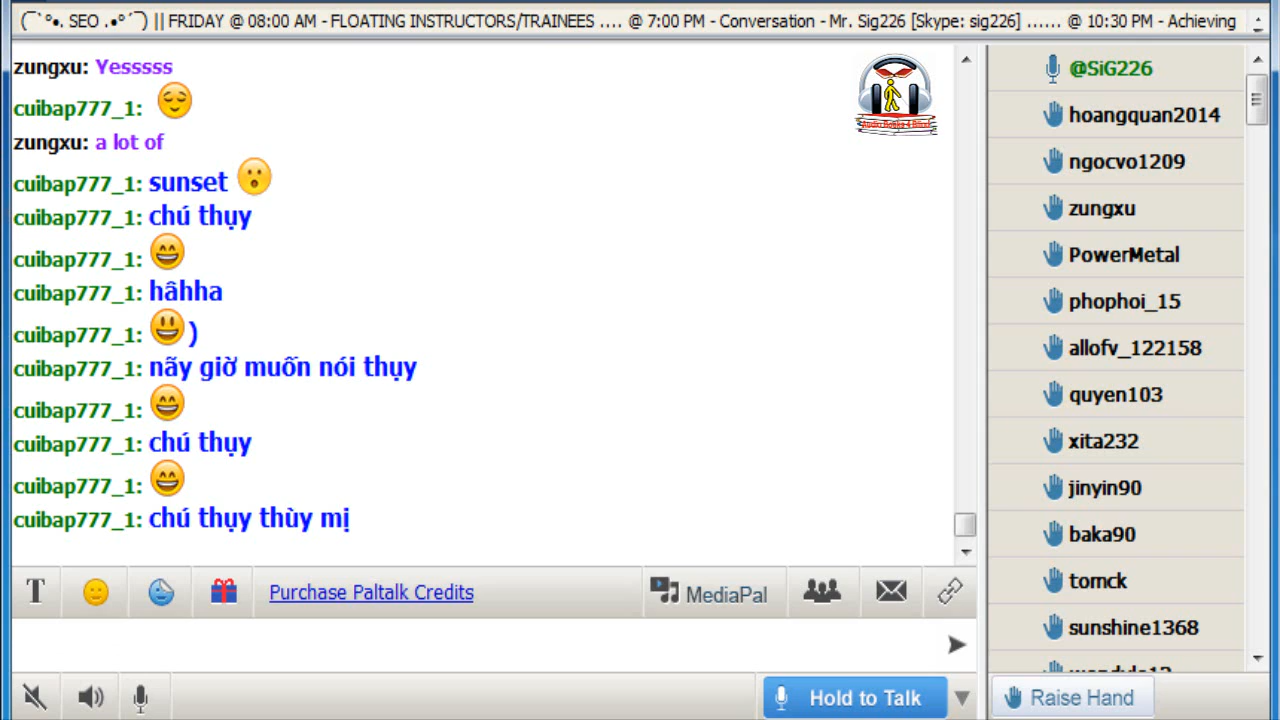 (¯`°•. SEO .•°´¯) || FRIDAY @ 08:00 AM - FLOATING INSTRUCTORS/TRAINEES .... @ 7:00 PM - Conversation - Mr. Sig226 [Skype: sig226] ...... @ 10:30 PM - Achieving
zungxu: Yesssss
cuibap777_1:
zungxu: a lot of
cuibap777_1: sunset
cuibap777_1: chú thụy
cuibap777_1:
cuibap777_1: hâhha
cuibap777_1: )
cuibap777_1: nãy giờ muốn nói thụy
cuibap777_1:
cuibap777_1: chú thụy
cuibap777_1:
cuibap777_1: chú thụy thùy mị
T
Purchase Paltalk Credits
MediaPal
Hold to Talk
@SiG226
hoangquan2014
ngocvo1209
zungxu
PowerMetal
phophoi_15
allofv_122158
quyen103
xita232
jinyin90
baka90
tomck
sunshine1368
Raise Hand